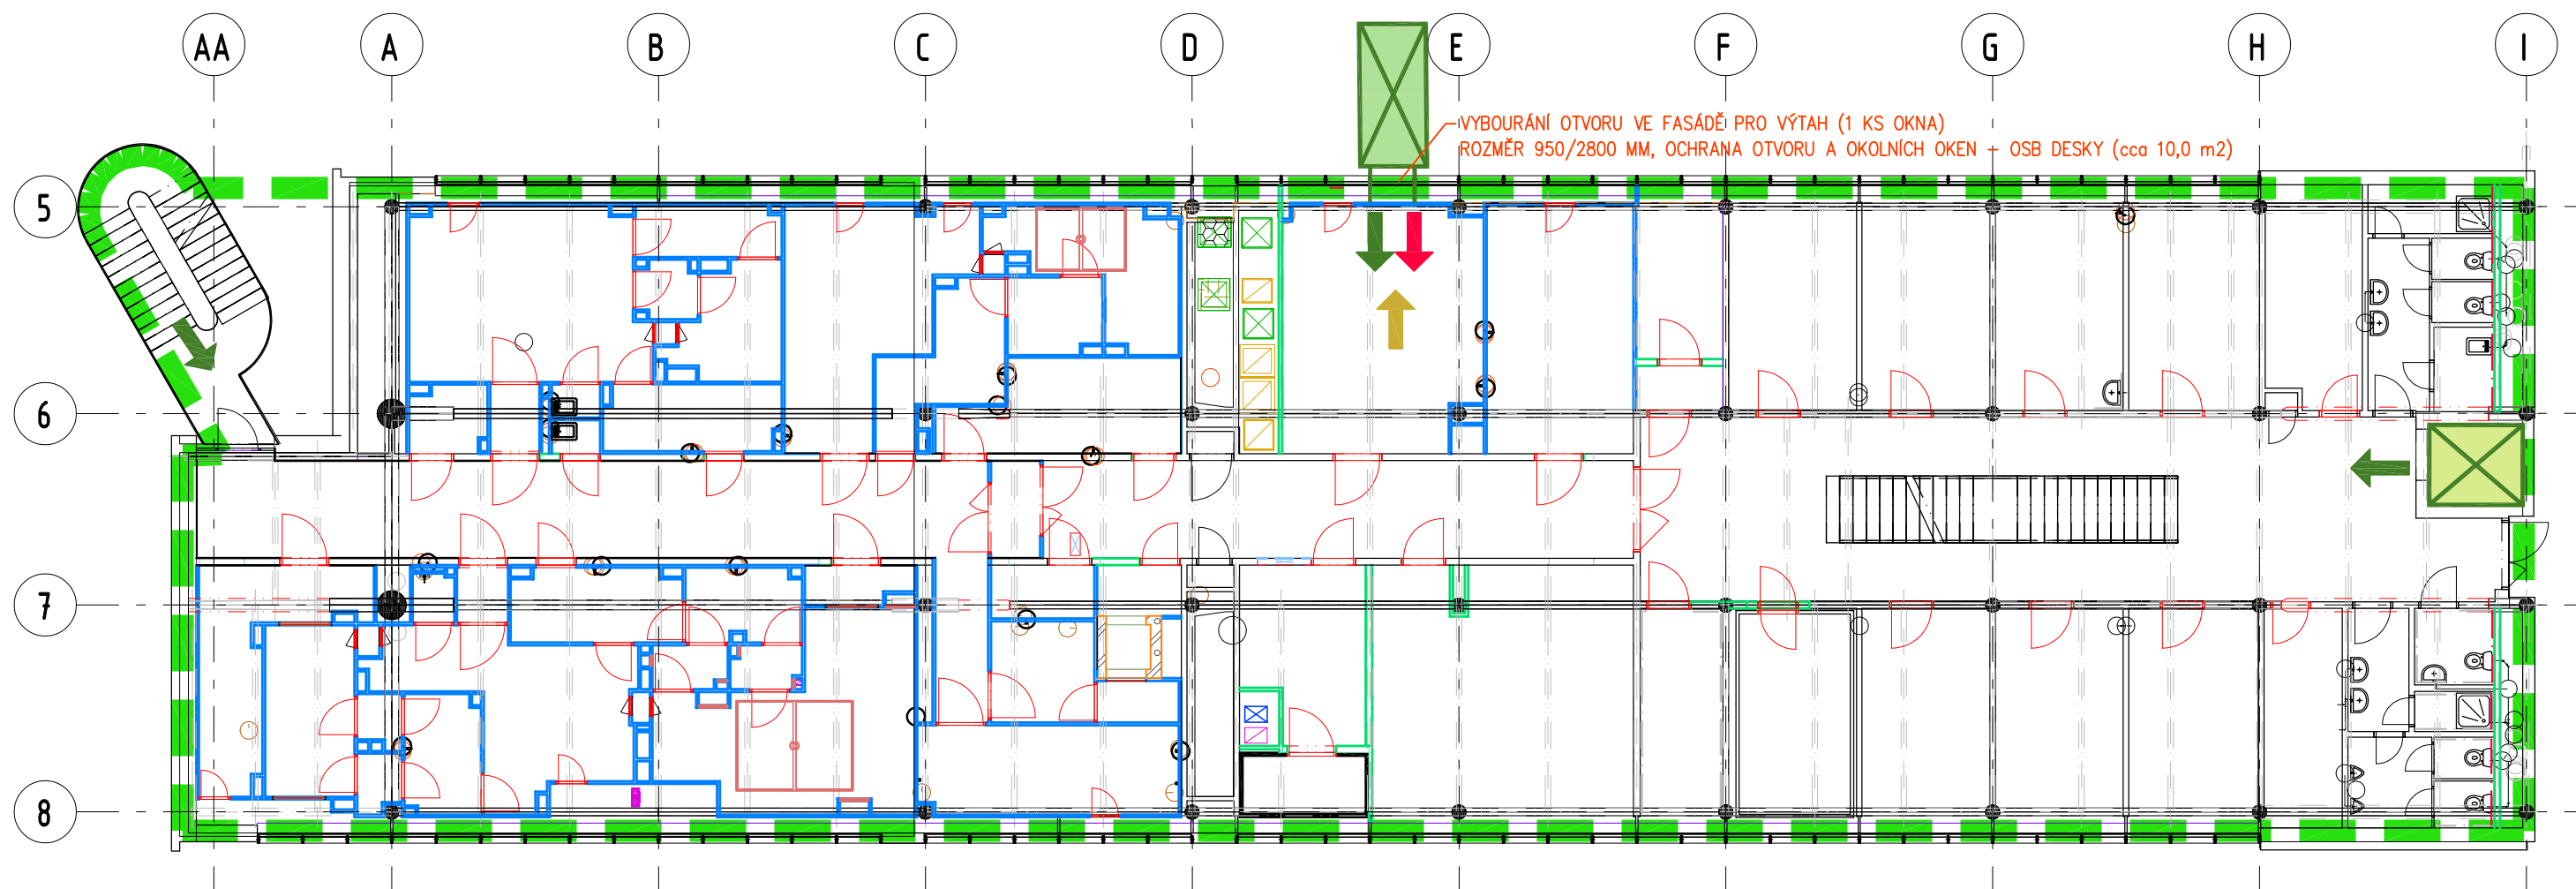 AA A B C D E F G H I
VYBOURÁNÍ OTVORU VE FASÁDĚ PRO VÝTAH (1 KS OKNA)
ROZMĚR 950/2800 MM, OCHRANA OTVORU A OKOLNÍCH OKEN - OSB DESKY (cca 10,0 m2)
5
6
7
8